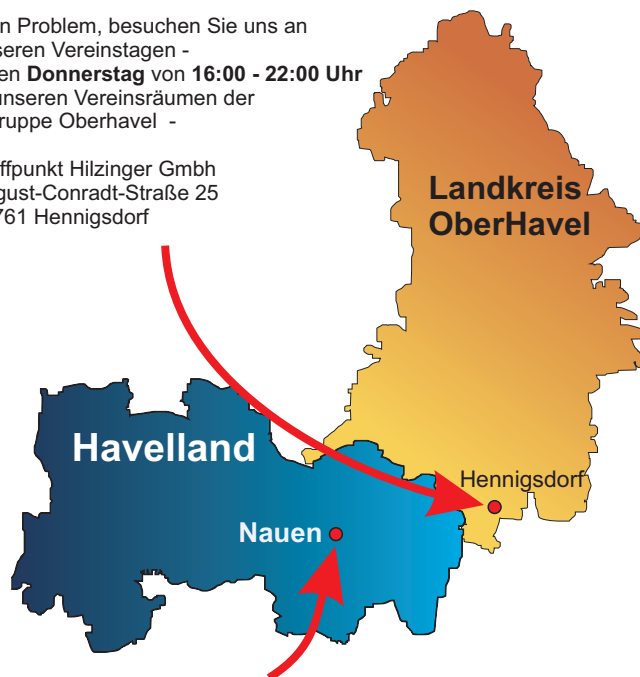 n Problem, besuchen Sie uns an
seren Vereinstagen -
en Donnerstag von 16:00 - 22:00 Uhr
unseren Vereinsräumen der
ruppe Oberhavel -
ffpunkt Hilzinger Gmbh
gust-Conradt-Straße 25
761 Hennigsdorf
Landkreis
OberHavel
Havelland
Hennigsdorf
Nauen